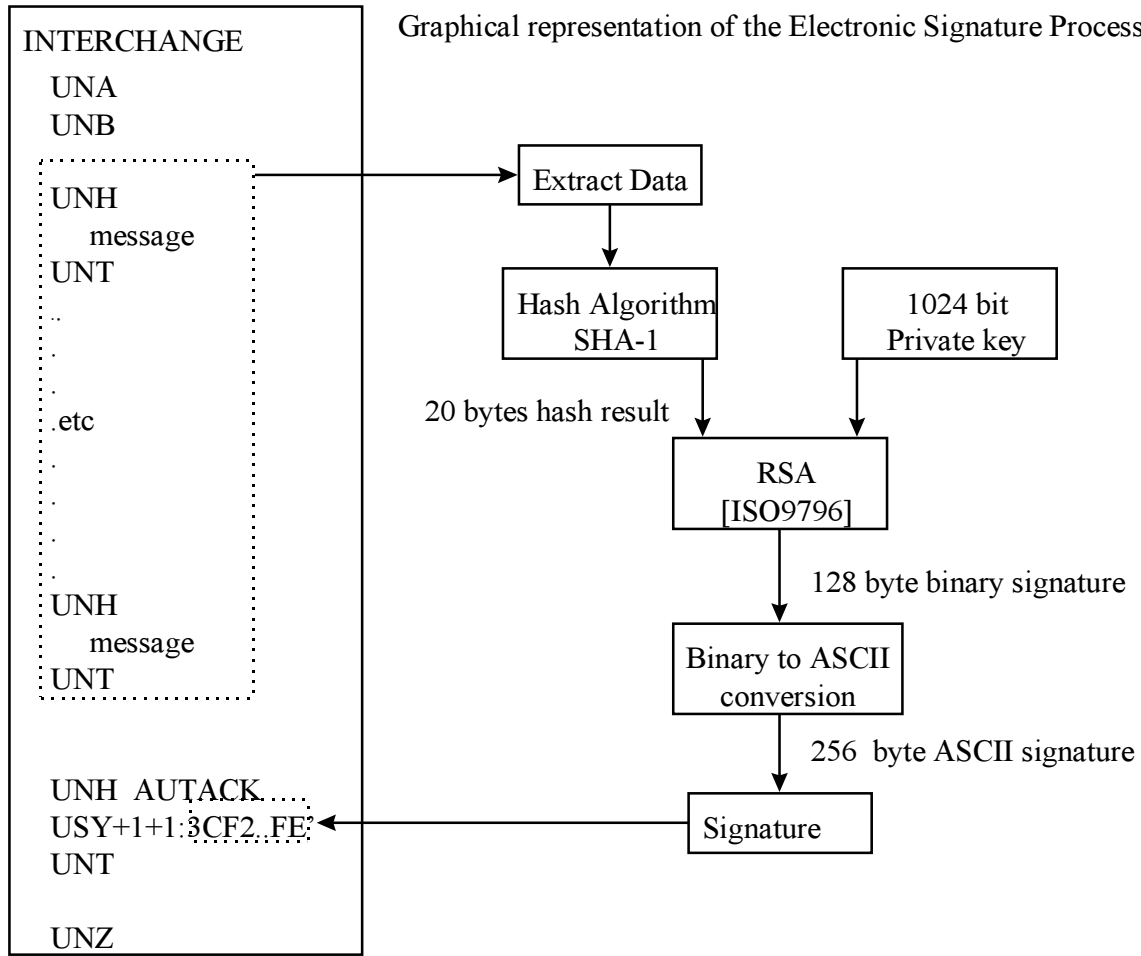 Graphical representation of the Electronic Signature Process
INTERCHANGE
UNA
UNB
UNH
message
UNT
..
.
.
.etc
.
.
.
.
UNH
message
UNT
UNH AUTACK
USY+1+1:3CF2..FE’
UNT
UNZ
Extract Data
Hash Algorithm
SHA-1
1024 bit
Private key
20 bytes hash result
RSA
[ISO9796]
128 byte binary signature
Binary to ASCII
conversion
256 byte ASCII signature
Signature